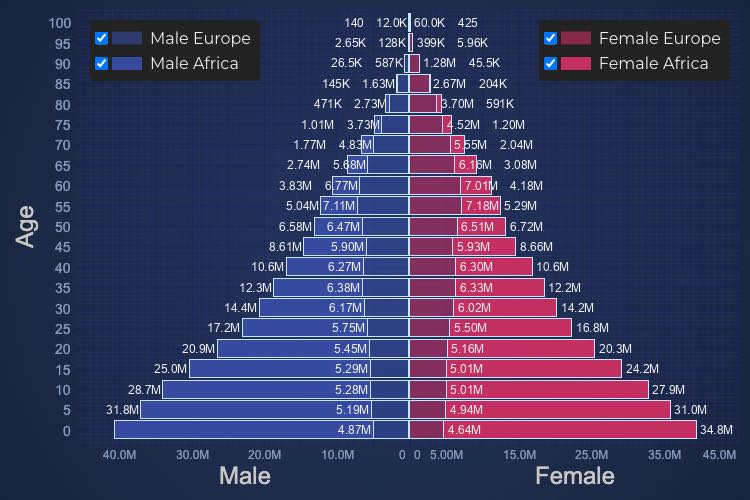 100 140 12.0K 60.0K 425
95 2.65K 128K 399K 5.96K
Male Europe Female Europe
90 26.5K 587K 1.28M 45.5K
Male Africa Female Africa
85 145K 1.63M 2.67M 204K
80 471K 2.73M 3.70M 591K
75 1.01M 3.73M 4.52M 1.20M
70 1.77M 4.83M 5.55M 2.04M
65 2.74M 5.68M 6.16M 3.08M
60 3.83M 6.77M 7.01M 4.18M
55 5.04M 7.11M 7.18M 5.29M
50 6.58M 6.47M 6.51M 6.72M
Age
45 8.61M 5.90M 5.93M 8.66M
40 10.6M 6.27M 6.30M 10.6M
35 12.3M 6.38M 6.33M 12.2M
30 14.4M 6.17M 6.02M 14.2M
25 17.2M 5.75M 5.50M 16.8M
20 20.9M 5.45M 5.16M 20.3M
15 25.0M 5.29M 5.01M 24.2M
10 28.7M 5.28M 5.01M 27.9M
5 31.8M 5.19M 4.94M 31.0M
0 4.87M 4.64M 34.8M
40.0M 30.0M 20.0M 10.0M 0 0 5.00M 15.0M 25.0M 35.0M 45.0M
Male Female